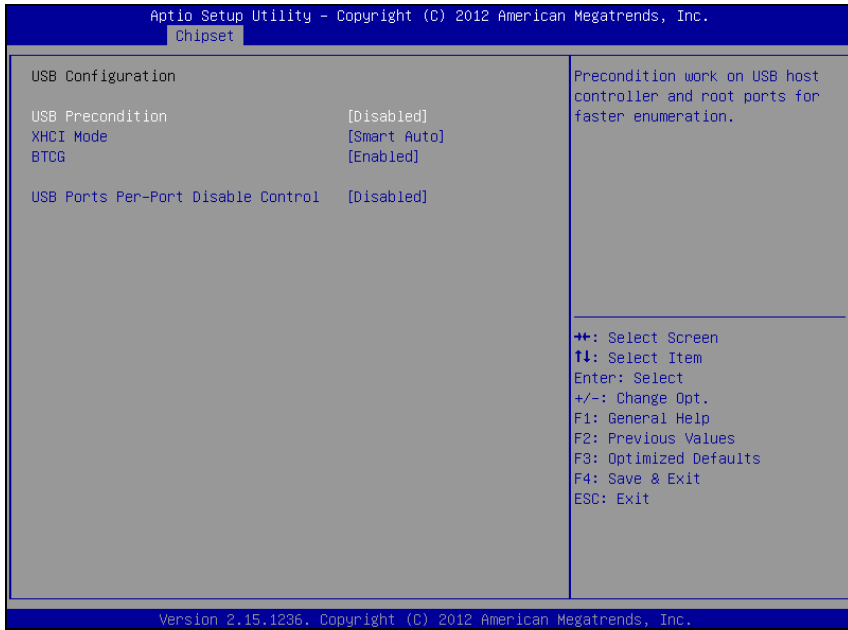 Aptio Setup Utility – Copyright (C) 2012 American Megatrends, Inc.
Chipset
USB Configuration
USB Precondition [Disabled]
XHCI Mode [Smart Auto]
BTCG [Enabled]
USB Ports Per-Port Disable Control [Disabled]
Precondition work on USB host
controller and root ports for
faster enumeration.
→←: Select Screen
↑↓: Select Item
Enter: Select
+/-: Change Opt.
F1: General Help
F2: Previous Values
F3: Optimized Defaults
F4: Save & Exit
ESC: Exit
Version 2.15.1236. Copyright (C) 2012 American Megatrends, Inc.